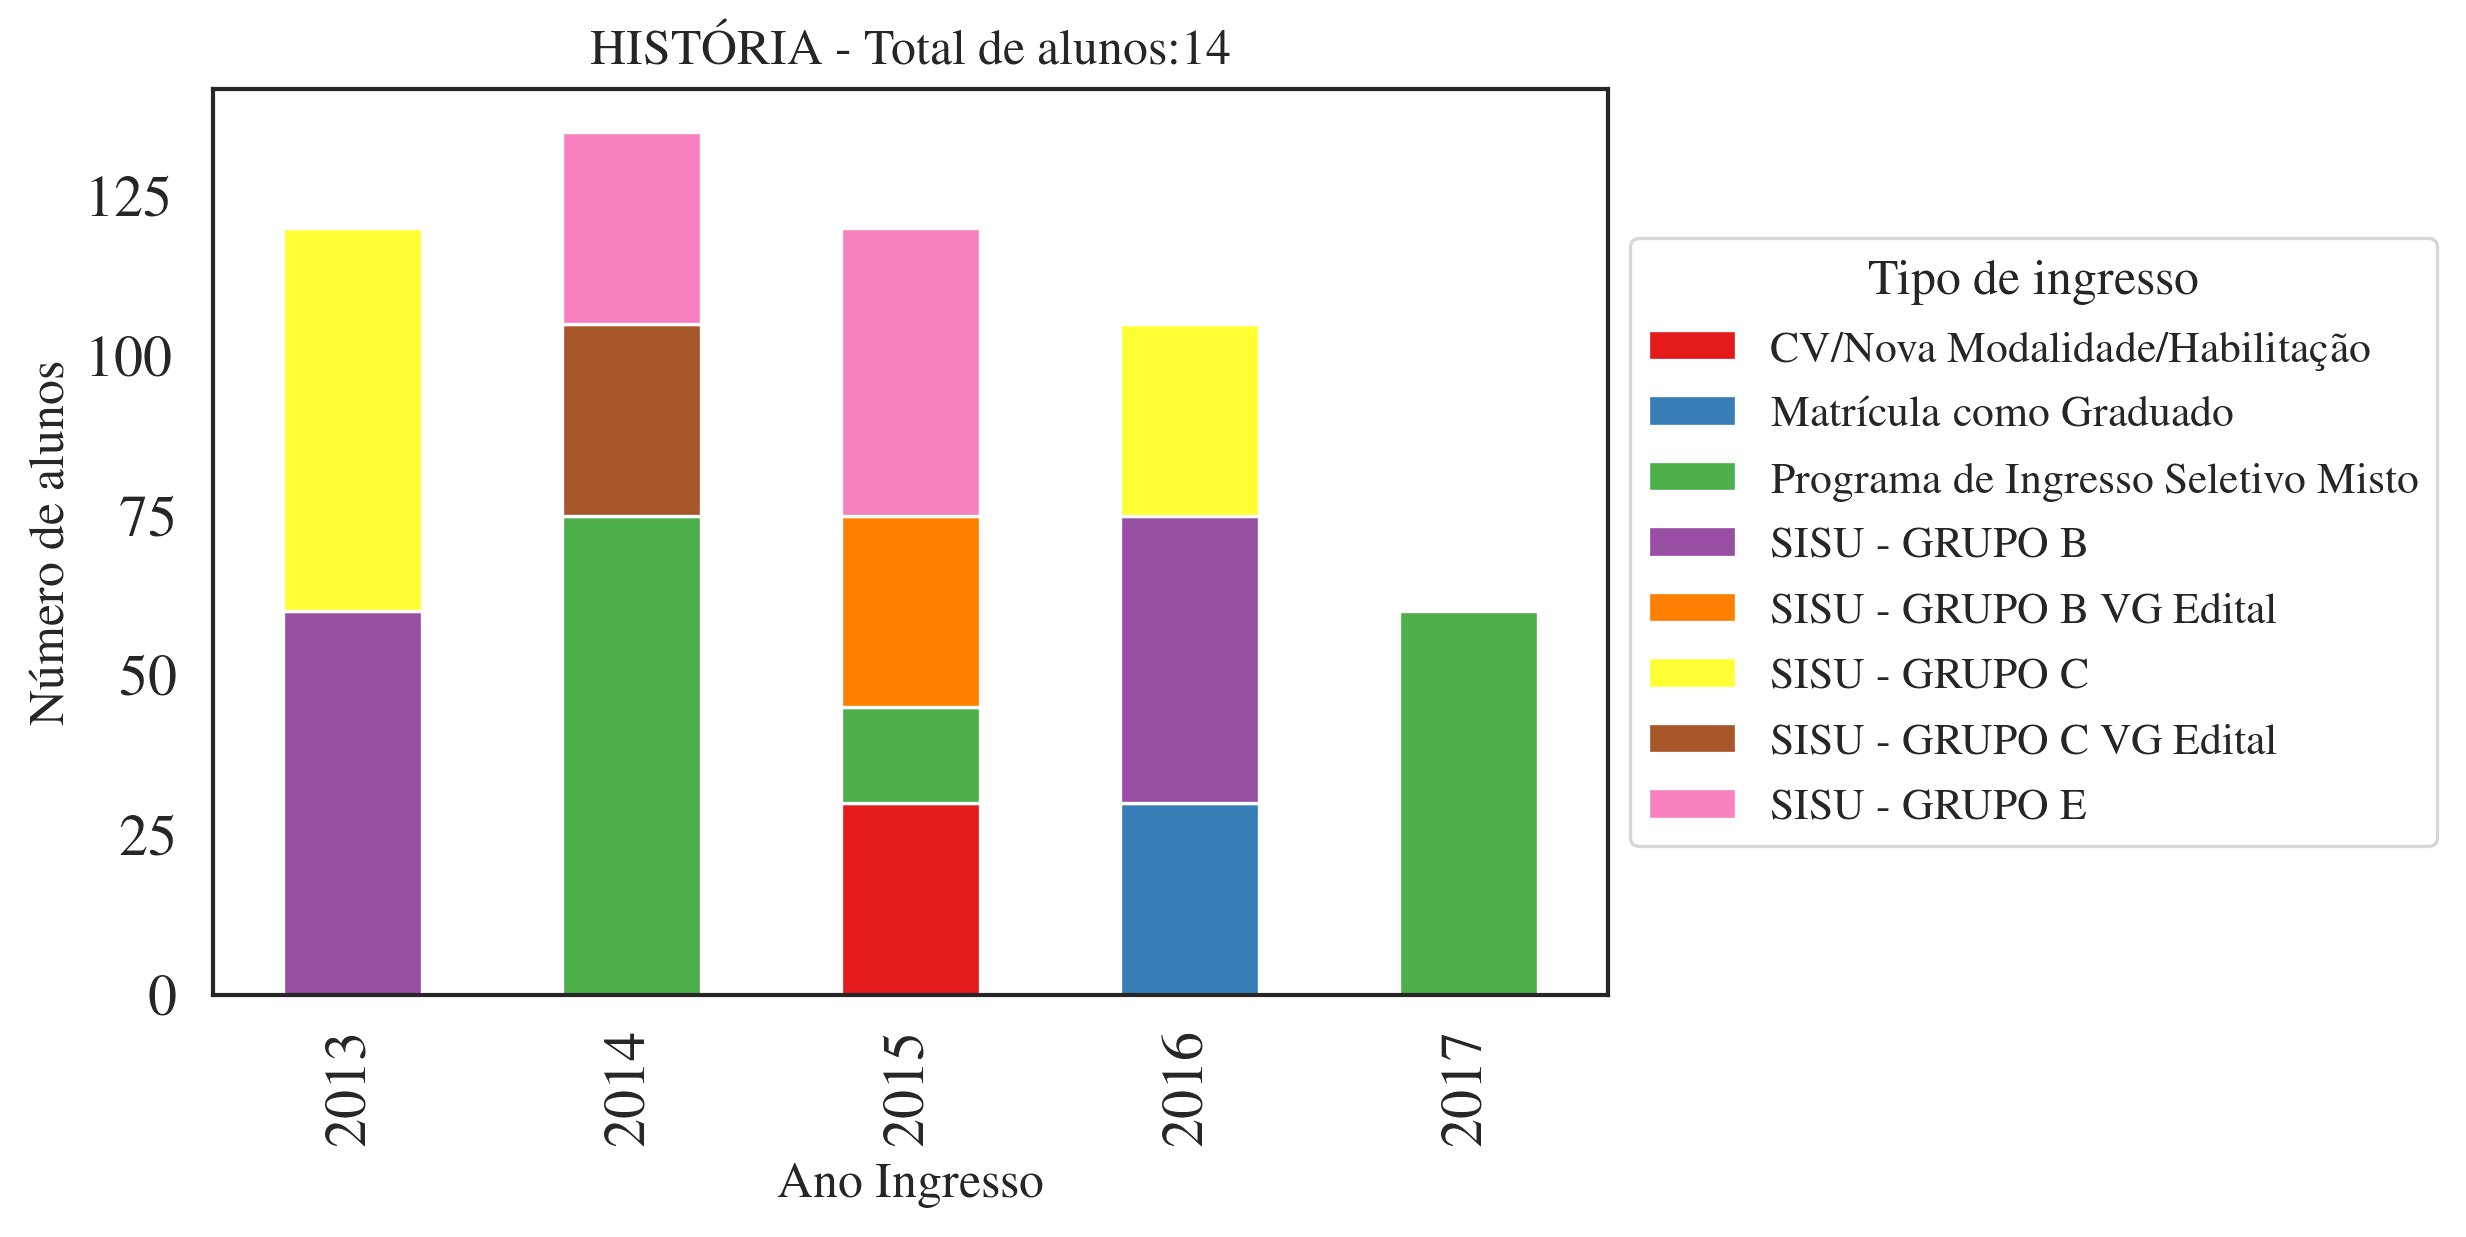 HISTÓRIA - Total de alunos:14
Número de alunos
125
100
75
50
25
0
2013
2014
2015
2016
2017
Ano Ingresso
Tipo de ingresso
CV/Nova Modalidade/Habilitação
Matrícula como Graduado
Programa de Ingresso Seletivo Misto
SISU - GRUPO B
SISU - GRUPO B VG Edital
SISU - GRUPO C
SISU - GRUPO C VG Edital
SISU - GRUPO E